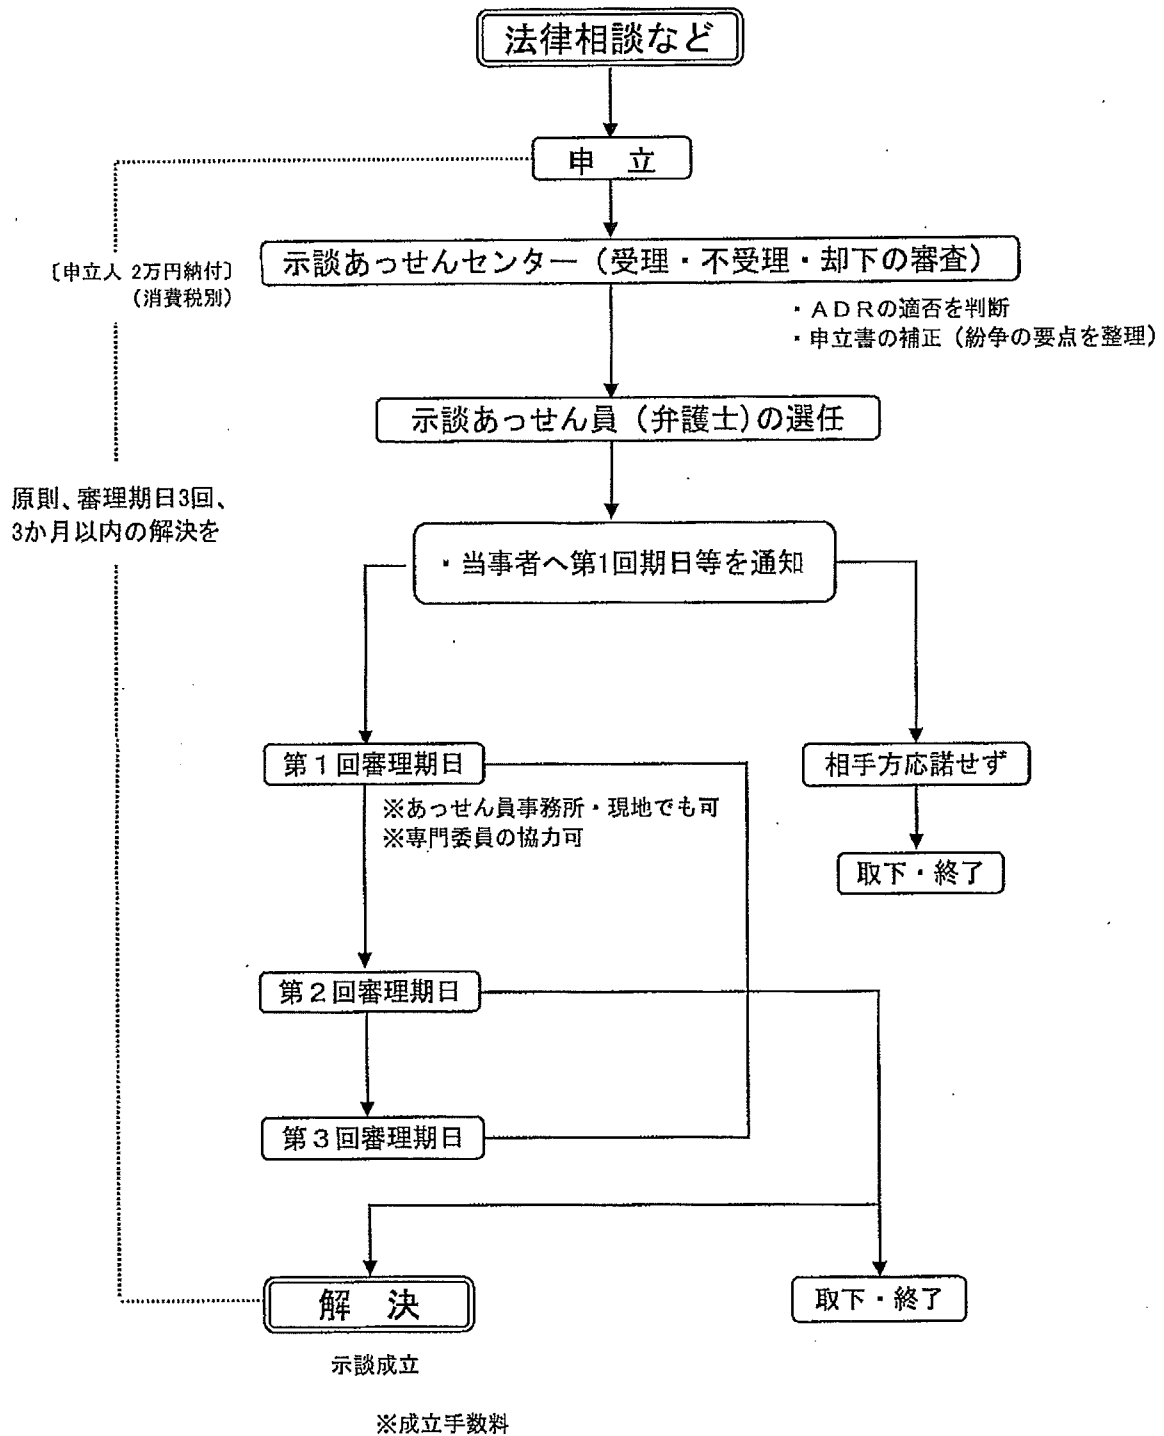 法律相談など
申　立
〔申立人 2万円納付〕
(消費税別)
示談あっせんセンター（受理・不受理・却下の審査）
・ＡＤＲの適否を判断
・申立書の補正（紛争の要点を整理）
示談あっせん員（弁護士）の選任
原則、審理期日3回、
3か月以内の解決を
・当事者へ第1回期日等を通知
第１回審理期日
相手方応諾せず
※あっせん員事務所・現地でも可
※専門委員の協力可
取下・終了
第２回審理期日
第３回審理期日
解　決
取下・終了
示談成立
※成立手数料